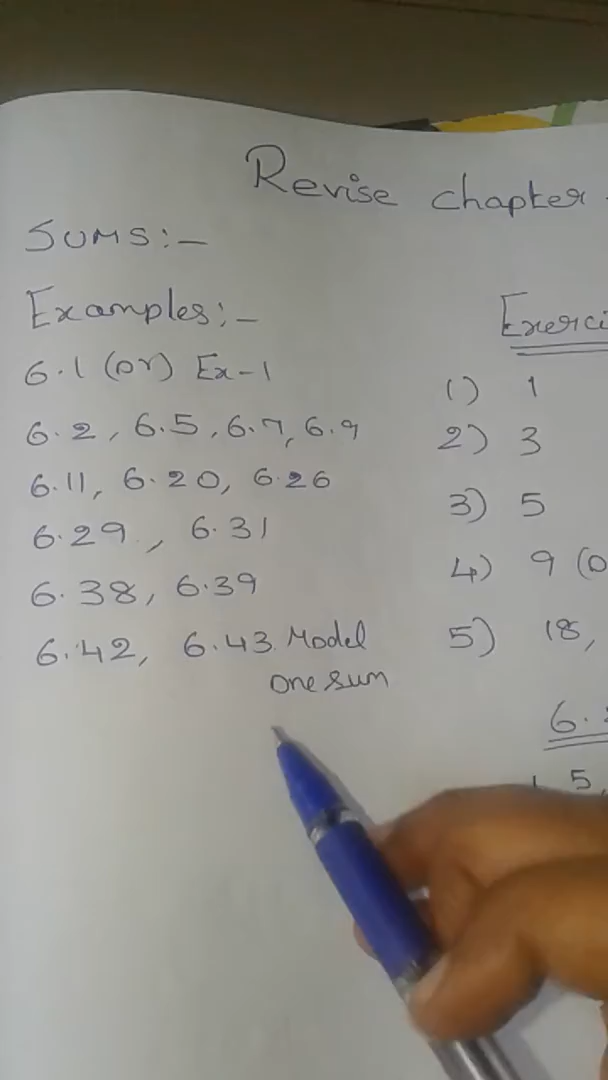 Revise chapter
SUMS:-
Examples:-
6.1 (or) Ex-1
6.2, 6.5, 6.7, 6.9
6.11, 6.20, 6.26
6.29, 6.31
6.38, 6.39
6.42, 6.43. Model
one sum
Exerci
1) 1
2) 3
3) 5
4) 9 (o
5) 18,
6.
5,